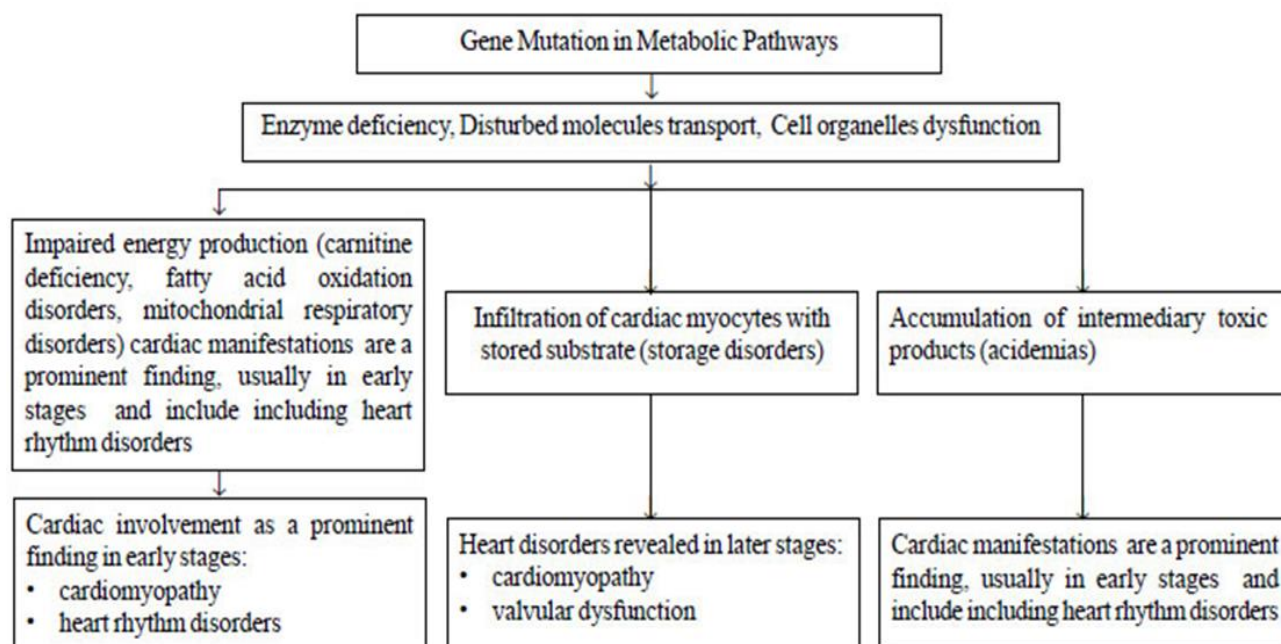 Gene Mutation in Metabolic Pathways
Enzyme deficiency, Disturbed molecules transport, Cell organelles dysfunction
Impaired energy production (carnitine
deficiency, fatty acid oxidation
disorders, mitochondrial respiratory
disorders) cardiac manifestations are a
prominent finding, usually in early
stages and include including heart
rhythm disorders
Infiltration of cardiac myocytes with
stored substrate (storage disorders)
Accumulation of intermediary toxic
products (acidemias)
Cardiac involvement as a prominent
finding in early stages:
• cardiomyopathy
• heart rhythm disorders
Heart disorders revealed in later stages:
• cardiomyopathy
• valvular dysfunction
Cardiac manifestations are a prominent
finding, usually in early stages and
include including heart rhythm disorders